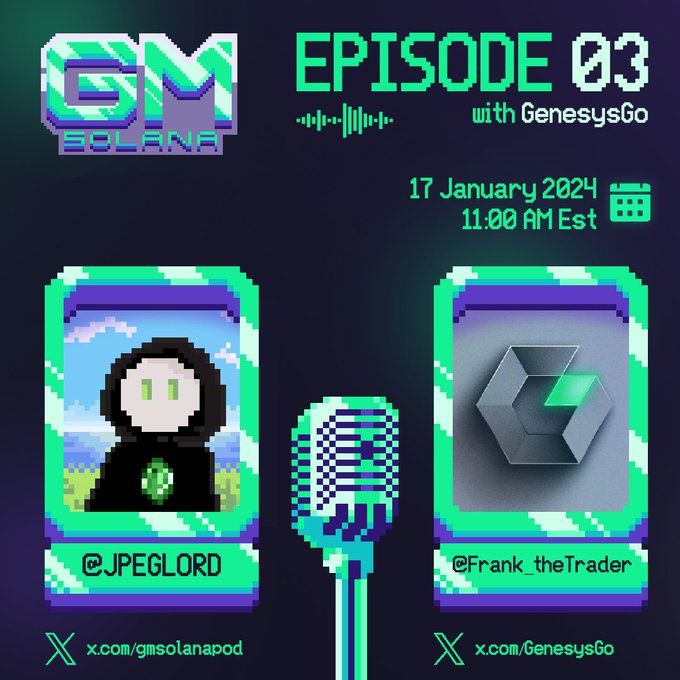 GM
SOLANA
EPISODE 03
with GenesysGo
17 January 2024
11:00 AM Est
@JPEGLORD
@Frank_theTrader
x.com/gmsolanapod
x.com/GenesysGo